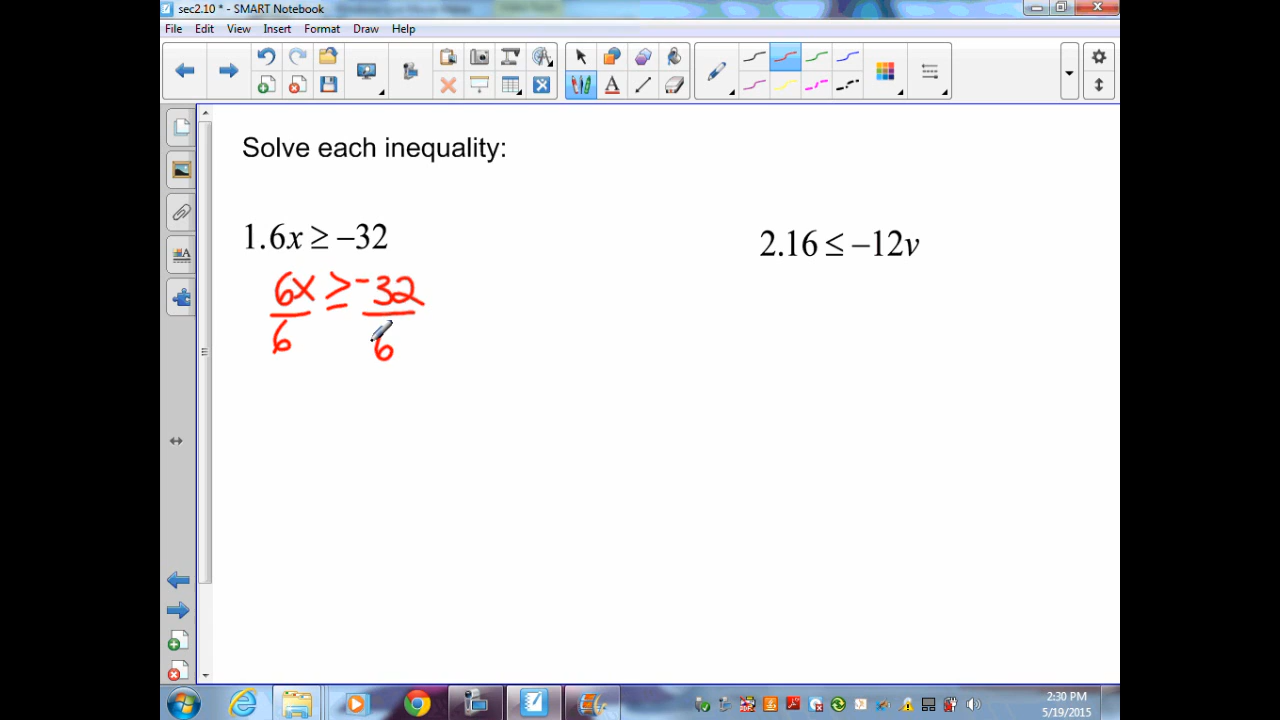 sec2.10 * - SMART Notebook
File Edit View Insert Format Draw Help
Solve each inequality:
1.6x ≥ −32
2.16 ≤ −12v
6x ≥ -32
6 6
2:30 PM
5/19/2015